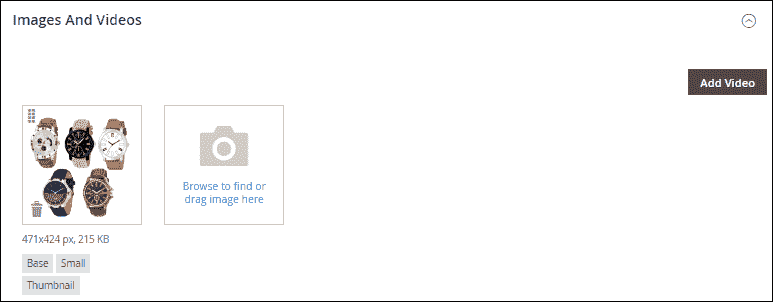 Images And Videos
Add Video
Browse to find or
drag image here
471x424 px, 215 KB
Base Small
Thumbnail